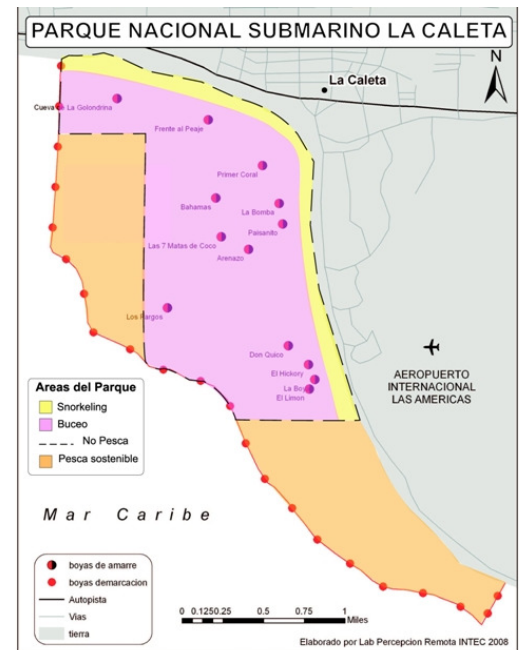 PARQUE NACIONAL SUBMARINO LA CALETA
N
La Caleta
Cueva
La Golondrina
Frente al Peaje
Primer Coral
Bahamas
La Bomba
Paisanito
Las 7 Matas de Coco
Arenazo
Los Pargos
Don Quico
El Hickory
La Boy
El Limon
AEROPUERTO
INTERNACIONAL
LAS AMERICAS
Areas del Parque
Snorkeling
Buceo
No Pesca
Pesca sostenible
Mar Caribe
boyas de amarre
boyas demarcacion
Autopista
Vias
tierra
0 0.1250.25 0.5 0.75 1
Miles
Elaborado por Lab Percepcion Remota INTEC 2008